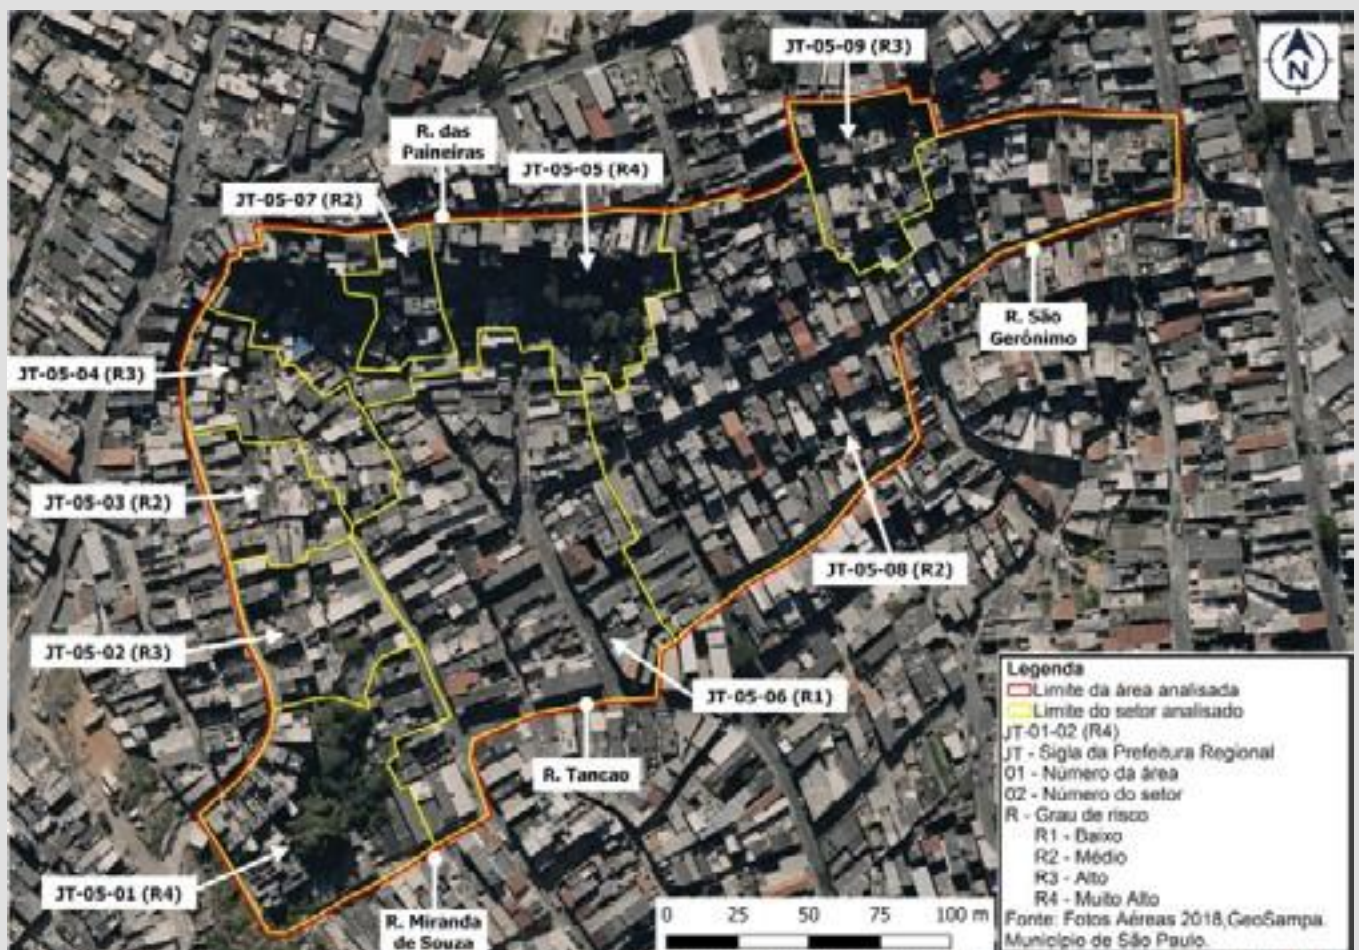 JT-05-09 (R3)
N
R. das
Paineiras
JT-05-05 (R4)
JT-05-07 (R2)
R. São
Gerônimo
JT-05-04 (R3)
JT-05-03 (R2)
JT-05-08 (R2)
JT-05-02 (R3)
JT-05-06 (R1)
R. Tancao
JT-05-01 (R4)
R. Miranda
de Souza
0 25 50 75 100 m
Legenda
Limite da área analisada
Limite do setor analisado
JT-01-02 (R4)
JT - Sigla da Prefeitura Regional
01 - Número da área
02 - Número do setor
R - Grau de risco
R1 - Baixo
R2 - Médio
R3 - Alto
R4 - Muito Alto
Fonte: Fotos Aéreas 2018,GeoSampa.
Município de São Paulo.